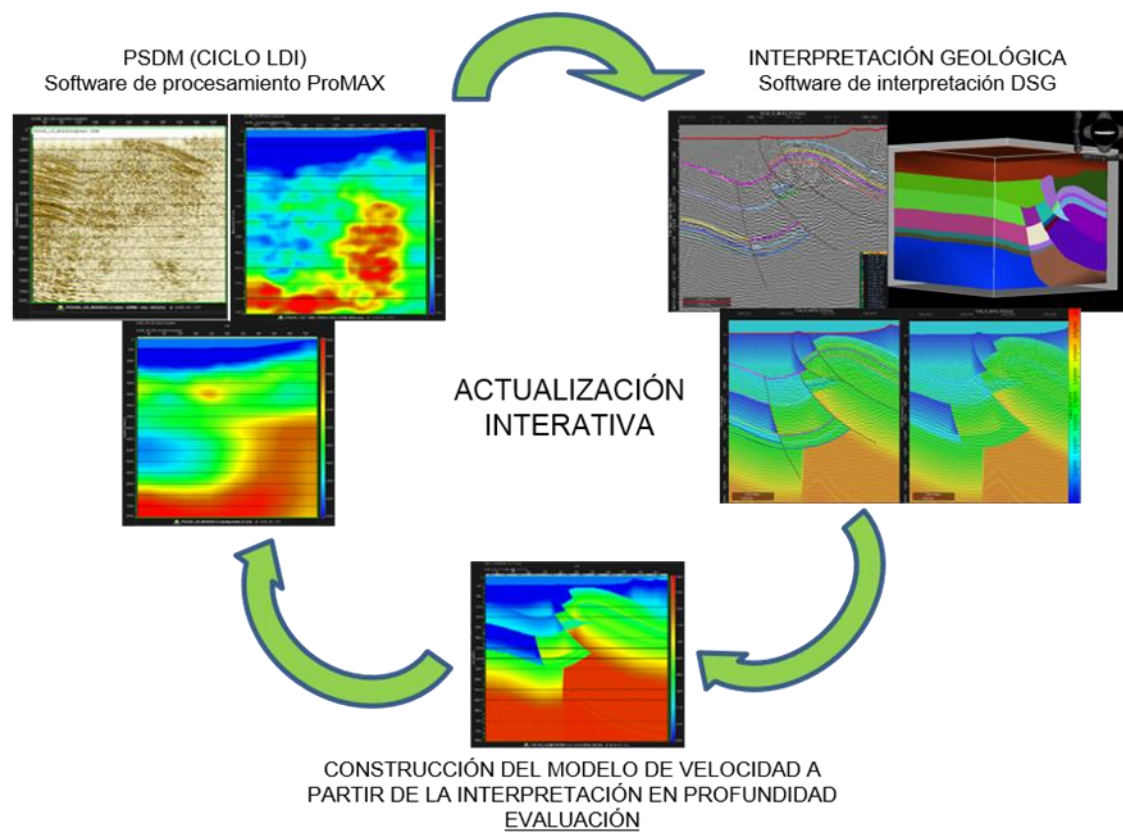 PSDM (CICLO LDI)
Software de procesamiento ProMAX
INTERPRETACIÓN GEOLÓGICA
Software de interpretación DSG
ACTUALIZACIÓN
INTERATIVA
CONSTRUCCIÓN DEL MODELO DE VELOCIDAD A
PARTIR DE LA INTERPRETACIÓN EN PROFUNDIDAD
EVALUACIÓN